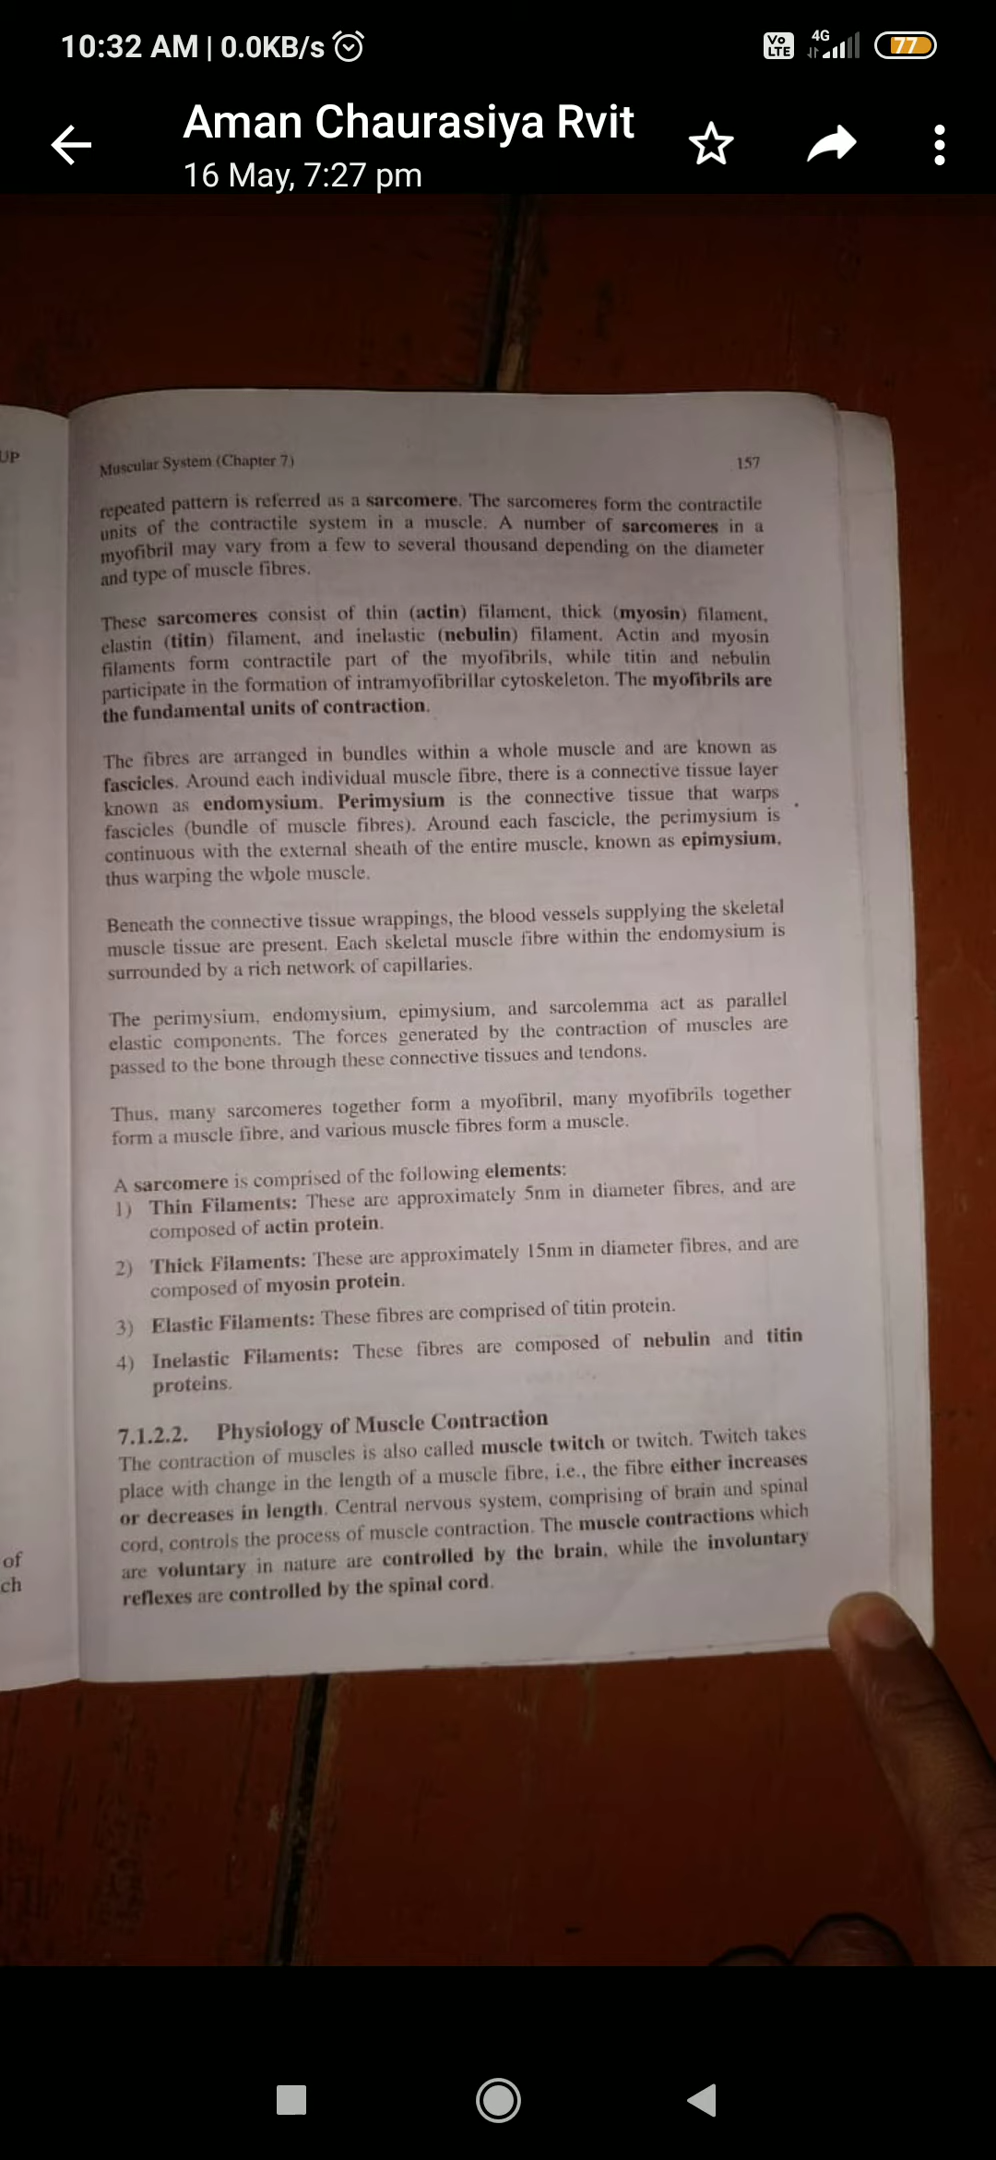 10:32 AM | 0.0KB/s
Vo LTE 4G 77
Aman Chaurasiya Rvit
16 May, 7:27 pm
UP
Muscular System (Chapter 7) 157
repeated pattern is referred as a sarcomere. The sarcomeres form the contractile
units of the contractile system in a muscle. A number of sarcomeres in a
myofibril may vary from a few to several thousand depending on the diameter
and type of muscle fibres.
These sarcomeres consist of thin (actin) filament, thick (myosin) filament,
elastin (titin) filament, and inelastic (nebulin) filament. Actin and myosin
filaments form contractile part of the myofibrils, while titin and nebulin
participate in the formation of intramyofibrillar cytoskeleton. The myofibrils are
the fundamental units of contraction.
The fibres are arranged in bundles within a whole muscle and are known as
fascicles. Around each individual muscle fibre, there is a connective tissue layer
known as endomysium. Perimysium is the connective tissue that warps
fascicles (bundle of muscle fibres). Around each fascicle, the perimysium is
continuous with the external sheath of the entire muscle, known as epimysium,
thus warping the whole muscle.
Beneath the connective tissue wrappings, the blood vessels supplying the skeletal
muscle tissue are present. Each skeletal muscle fibre within the endomysium is
surrounded by a rich network of capillaries.
The perimysium, endomysium, epimysium, and sarcolemma act as parallel
elastic components. The forces generated by the contraction of muscles are
passed to the bone through these connective tissues and tendons.
Thus, many sarcomeres together form a myofibril, many myofibrils together
form a muscle fibre, and various muscle fibres form a muscle.
A sarcomere is comprised of the following elements:
1) Thin Filaments: These are approximately 5nm in diameter fibres, and are
composed of actin protein.
2) Thick Filaments: These are approximately 15nm in diameter fibres, and are
composed of myosin protein.
3) Elastic Filaments: These fibres are comprised of titin protein.
4) Inelastic Filaments: These fibres are composed of nebulin and titin
proteins.
7.1.2.2. Physiology of Muscle Contraction
The contraction of muscles is also called muscle twitch or twitch. Twitch takes
place with change in the length of a muscle fibre, i.e., the fibre either increases
or decreases in length. Central nervous system, comprising of brain and spinal
cord, controls the process of muscle contraction. The muscle contractions which
are voluntary in nature are controlled by the brain, while the involuntary
reflexes are controlled by the spinal cord.
of
ch